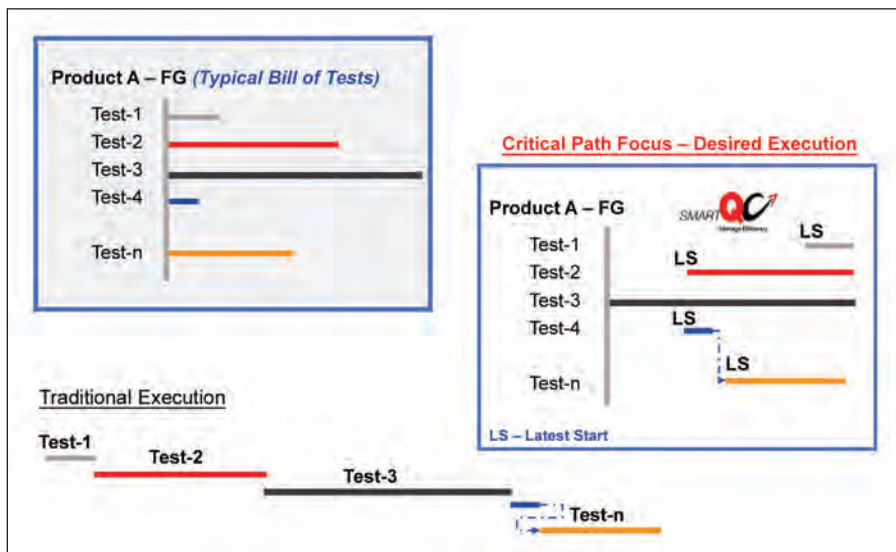 Product A – FG (Typical Bill of Tests)
Test-1
Test-2
Test-3
Test-4
Test-n
Critical Path Focus – Desired Execution
Product A – FG
SMART QC
Manage Efficiency
Test-1
LS
Test-2
LS
Test-3
Test-4
LS
LS
Test-n
LS – Latest Start
Traditional Execution
Test-1
Test-2
Test-3
Test-n